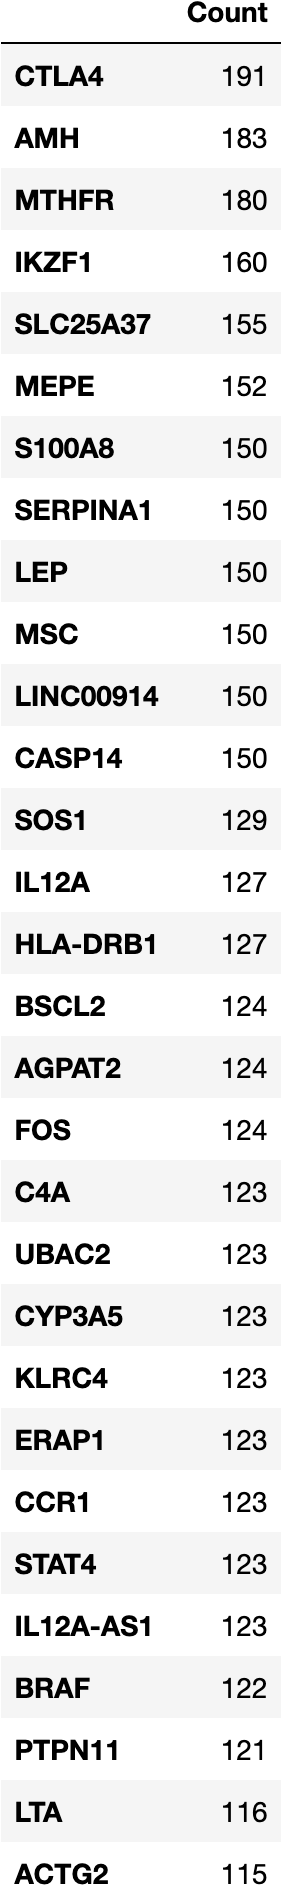 Count
CTLA4 191
AMH 183
MTHFR 180
IKZF1 160
SLC25A37 155
MEPE 152
S100A8 150
SERPINA1 150
LEP 150
MSC 150
LINC00914 150
CASP14 150
SOS1 129
IL12A 127
HLA-DRB1 127
BSCL2 124
AGPAT2 124
FOS 124
C4A 123
UBAC2 123
CYP3A5 123
KLRC4 123
ERAP1 123
CCR1 123
STAT4 123
IL12A-AS1 123
BRAF 122
PTPN11 121
LTA 116
ACTG2 115